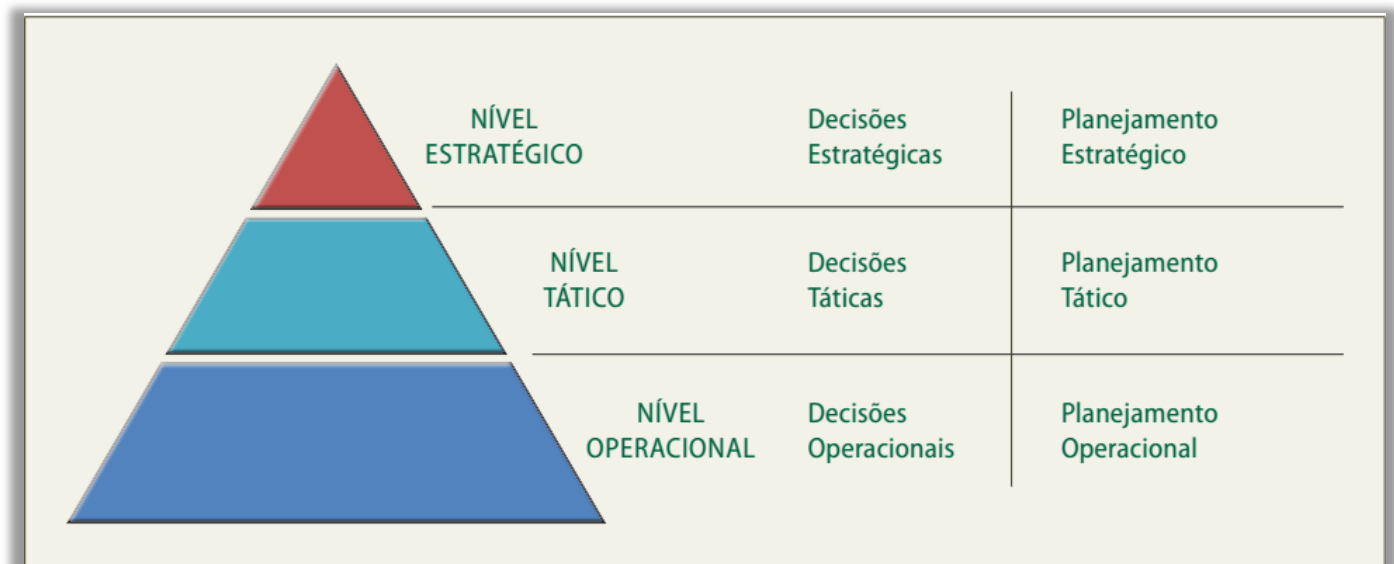 NÍVEL
ESTRATÉGICO
Decisões
Estratégicas
Planejamento
Estratégico
NÍVEL
TÁTICO
Decisões
Táticas
Planejamento
Tático
NÍVEL
OPERACIONAL
Decisões
Operacionais
Planejamento
Operacional